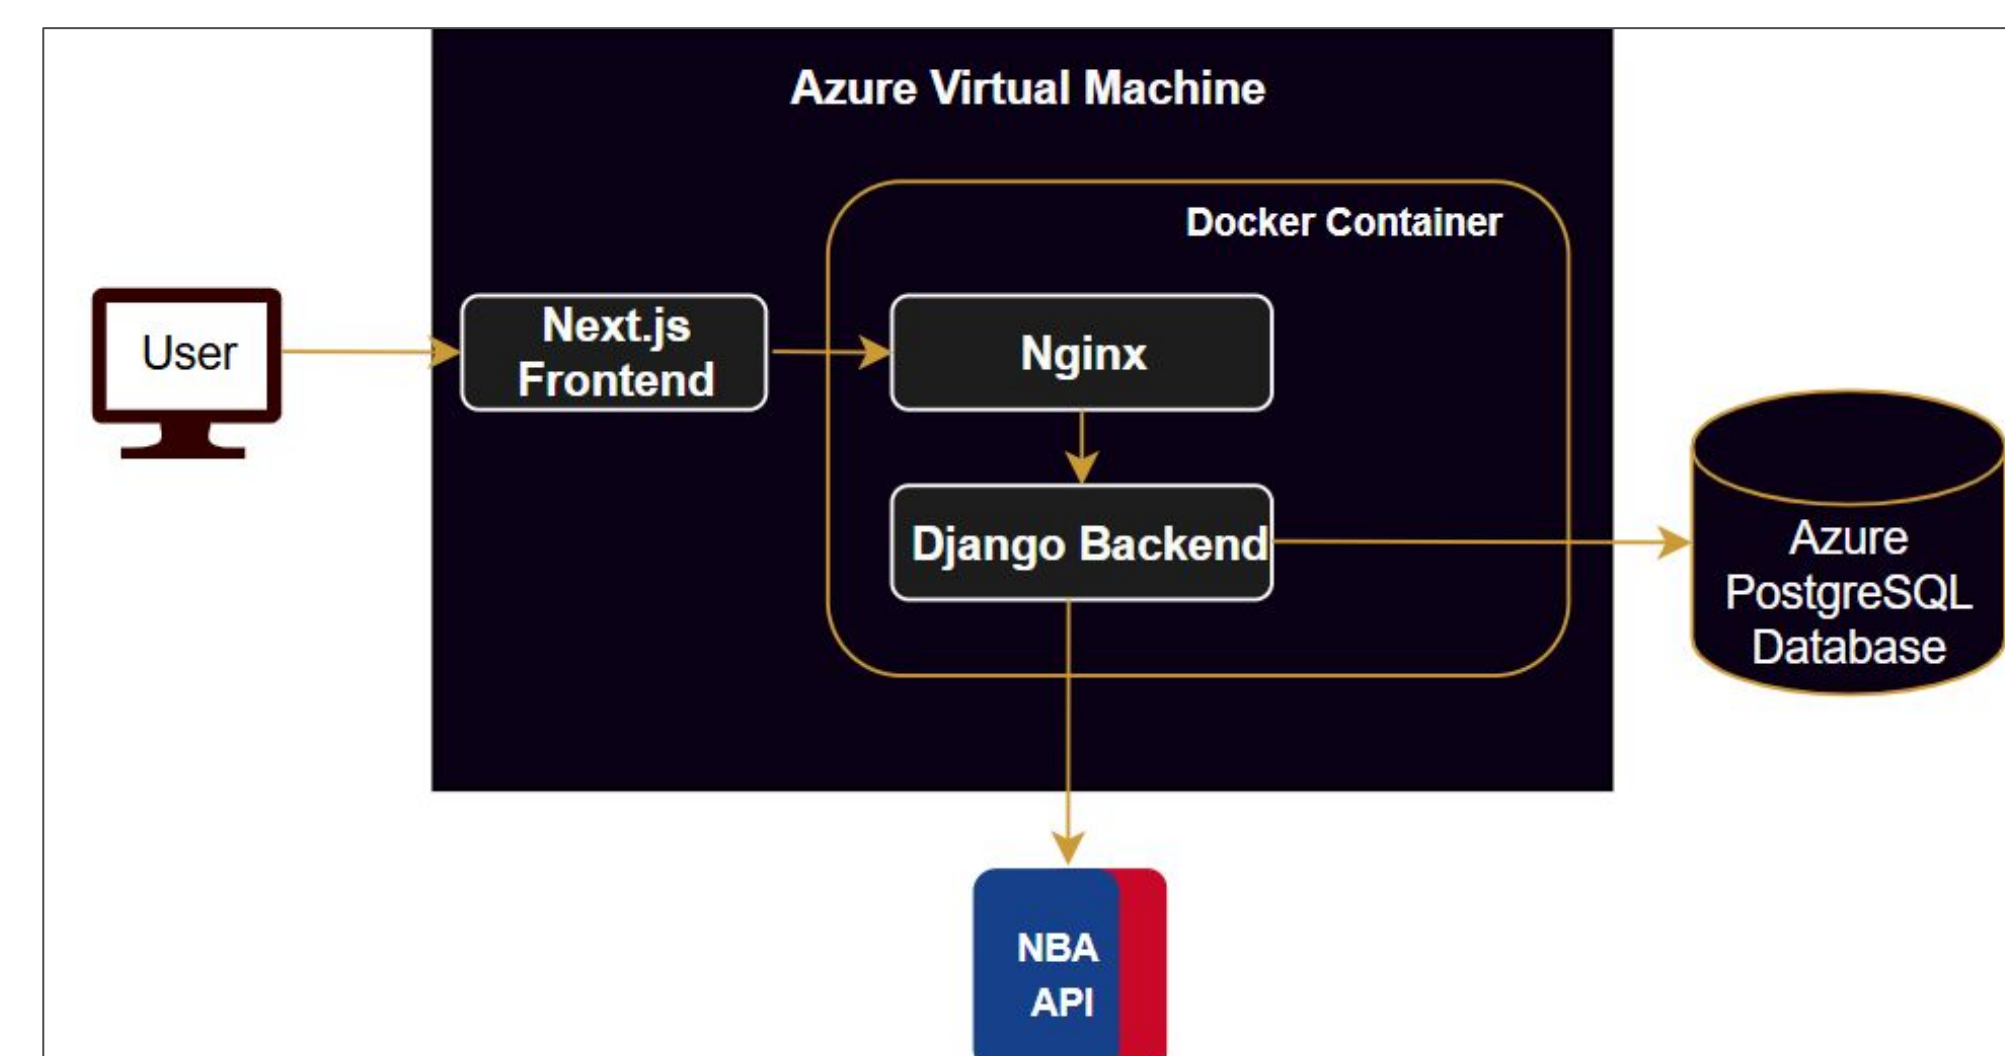 Azure Virtual Machine
Docker Container
User
Next.js
Frontend
Nginx
Django Backend
Azure
PostgreSQL
Database
NBA
API